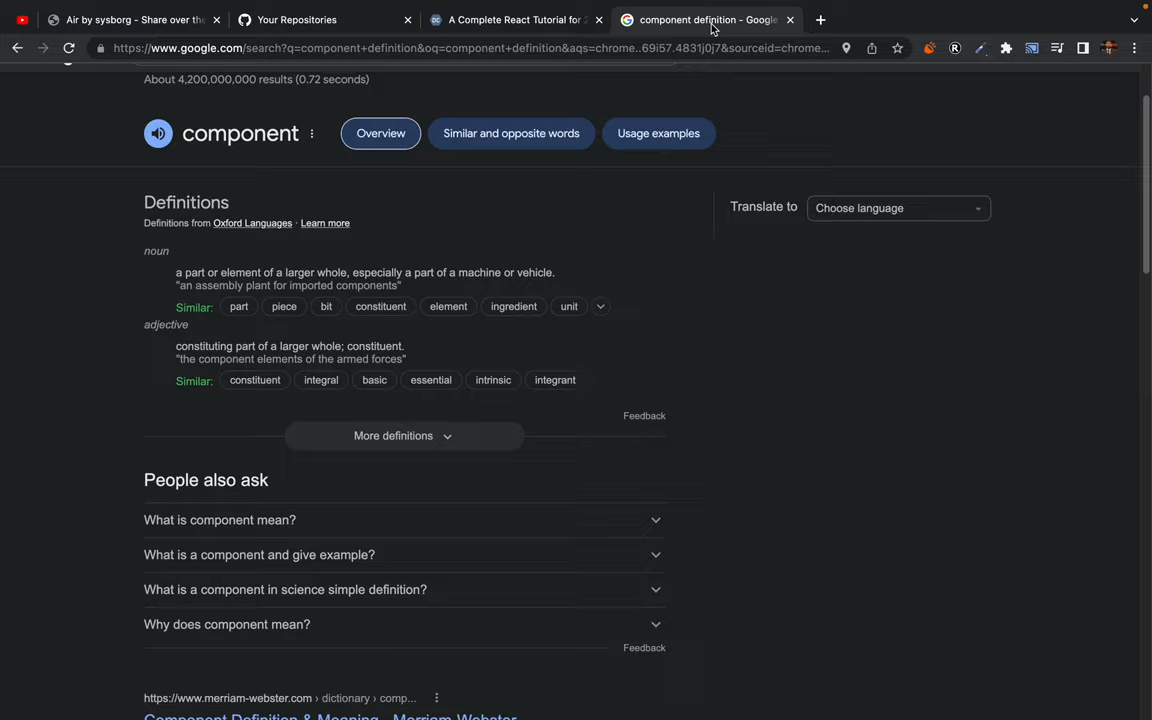 Air by sysborg - Share over the
Your Repositories
A Complete React Tutorial for 2
component definition - Google
https://www.google.com/search?q=component+definition&oq=component+definition&aqs=chrome..69i57.4831j0j7&sourceid=chrome...
About 4,200,000,000 results (0.72 seconds)
component
Overview
Similar and opposite words
Usage examples
Definitions
Definitions from Oxford Languages · Learn more
Translate to
Choose language
noun
a part or element of a larger whole, especially a part of a machine or vehicle.
"an assembly plant for imported components"
Similar: part piece bit constituent element ingredient unit
adjective
constituting part of a larger whole; constituent.
"the component elements of the armed forces"
Similar: constituent integral basic essential intrinsic integrant
Feedback
More definitions
People also ask
What is component mean?
What is a component and give example?
What is a component in science simple definition?
Why does component mean?
Feedback
https://www.merriam-webster.com › dictionary › comp...
Component Definition & Meaning - Merriam-Webster